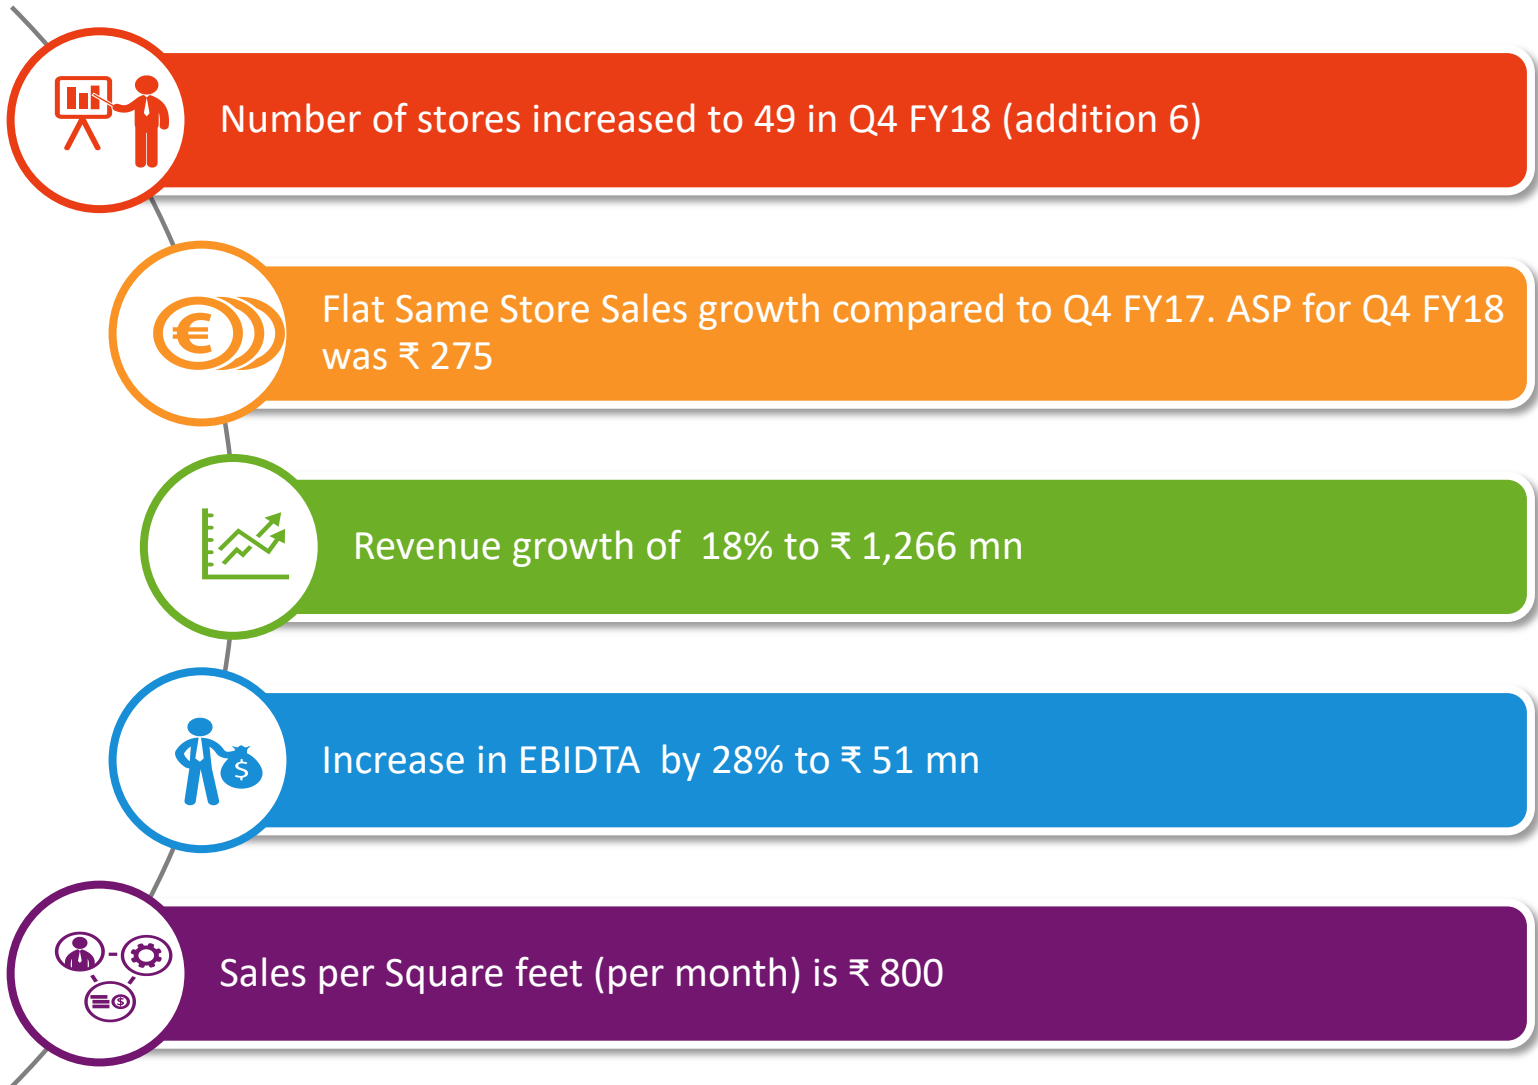 Number of stores increased to 49 in Q4 FY18 (addition 6)
Flat Same Store Sales growth compared to Q4 FY17. ASP for Q4 FY18
was ₹ 275
Revenue growth of 18% to ₹ 1,266 mn
Increase in EBIDTA by 28% to ₹ 51 mn
Sales per Square feet (per month) is ₹ 800